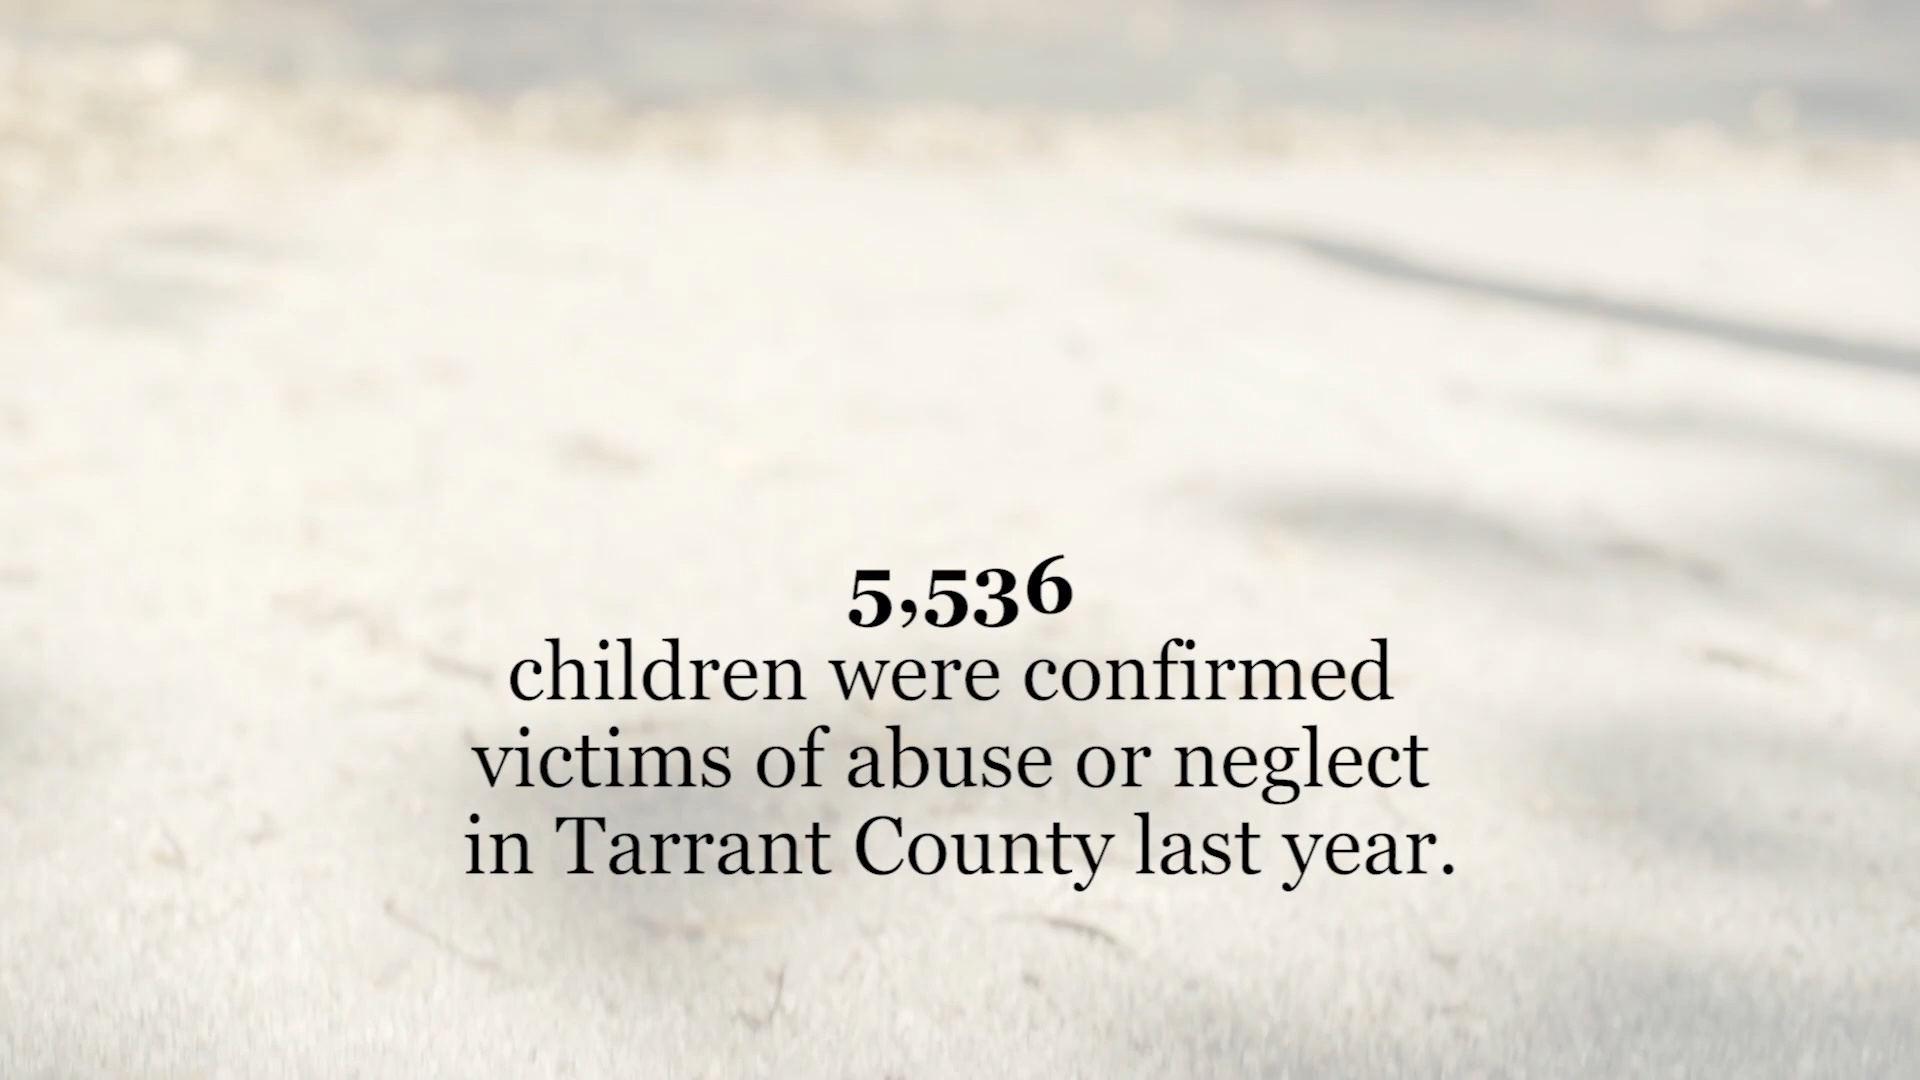 5,536
children were confirmed
victims of abuse or neglect
in Tarrant County last year.